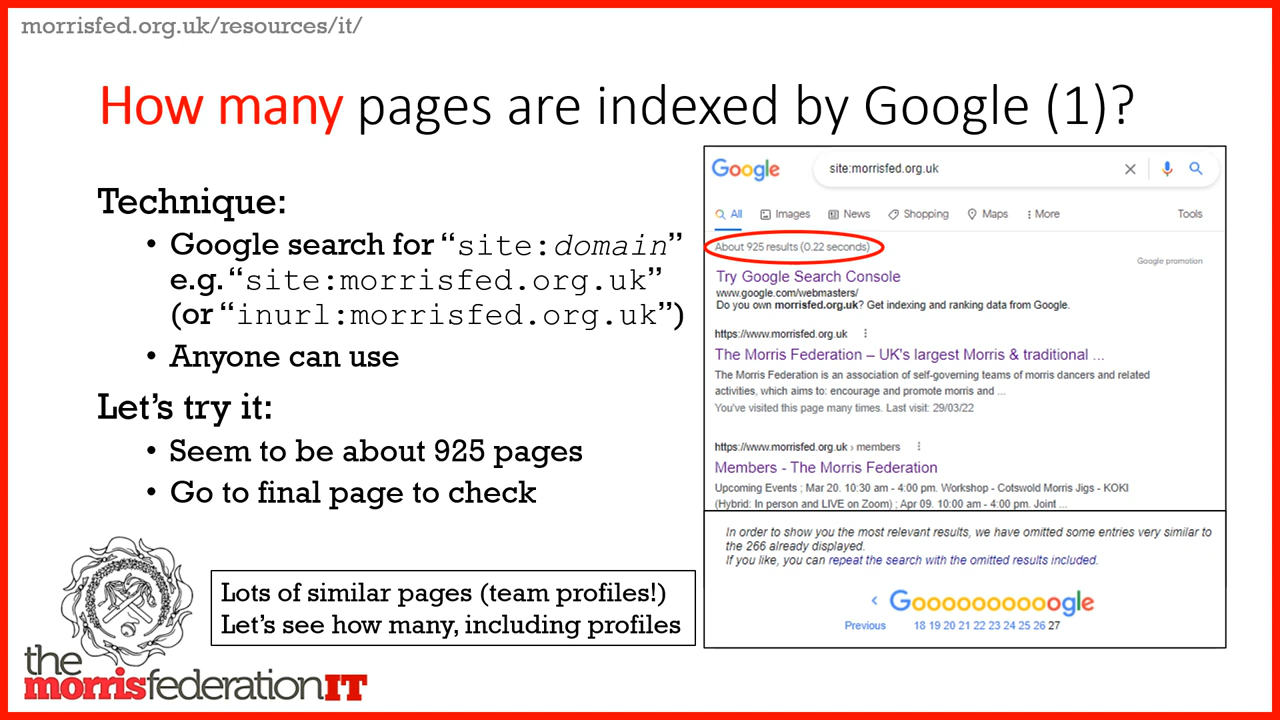 morrisfed.org.uk/resources/it/
How many pages are indexed by Google (1)?
Technique:
• Google search for “site:domain”
e.g. “site:morrisfed.org.uk”
(or “inurl:morrisfed.org.uk”)
• Anyone can use
Let’s try it:
• Seem to be about 925 pages
• Go to final page to check
Lots of similar pages (team profiles!)
Let’s see how many, including profiles
the
morrisfederationIT
Google
site:morrisfed.org.uk
All Images News Shopping Maps More Tools
About 925 results (0.22 seconds)
Google promotion
Try Google Search Console
www.google.com/webmasters/
Do you own morrisfed.org.uk? Get indexing and ranking data from Google.
https://www.morrisfed.org.uk
The Morris Federation – UK's largest Morris & traditional ...
The Morris Federation is an association of self-governing teams of morris dancers and related
activities, which aims to: encourage and promote morris and ...
You've visited this page many times. Last visit: 29/03/22
https://www.morrisfed.org.uk › members
Members - The Morris Federation
Upcoming Events ; Mar 20. 10:30 am - 4:00 pm. Workshop - Cotswold Morris Jigs - KOKI
(Hybrid: In person and LIVE on Zoom) ; Apr 09. 10:00 am - 4:00 pm. Joint ...
In order to show you the most relevant results, we have omitted some entries very similar to
the 266 already displayed.
If you like, you can repeat the search with the omitted results included.
< Goooooooooogle
Previous 18 19 20 21 22 23 24 25 26 27